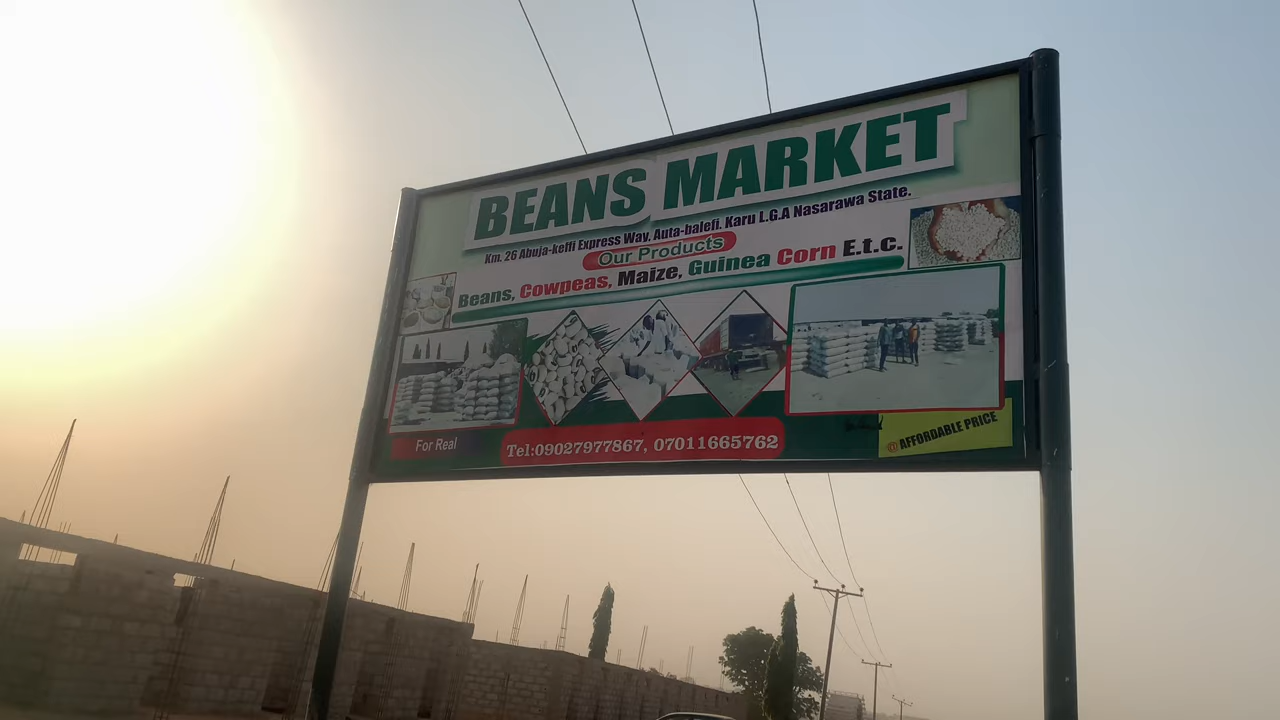 BEANS MARKET
Km. 26 Abuja-keffi Express Way, Auta-balefi. Karu L.G.A Nasarawa State.
Our Products
Beans, Cowpeas, Maize, Guinea Corn E.t.c.
For Real
Tel:09027977867, 07011665762
@AFFORDABLE PRICE